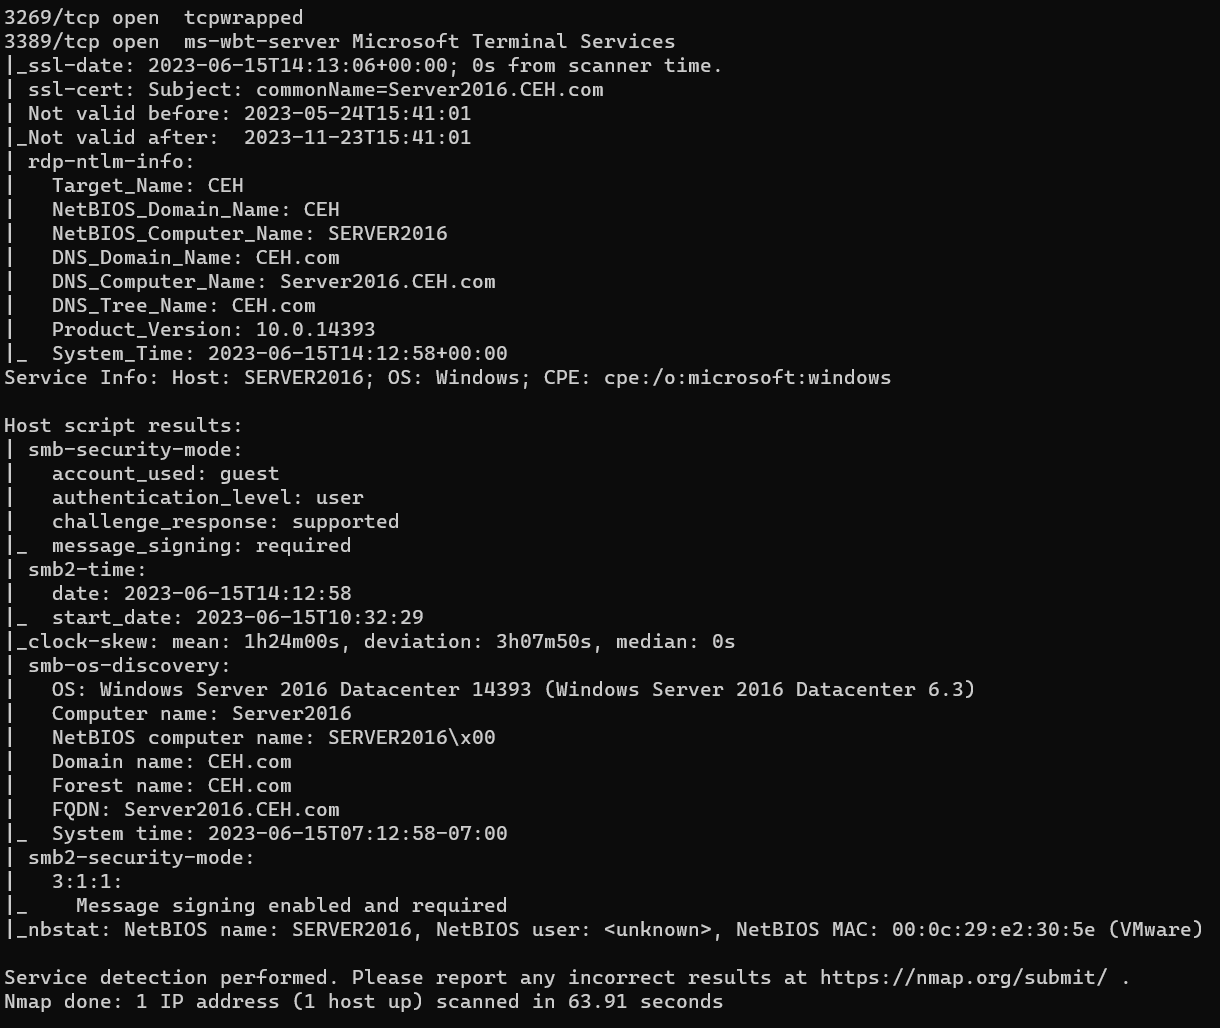 3269/tcp open  tcpwrapped
3389/tcp open  ms-wbt-server Microsoft Terminal Services
|_ssl-date: 2023-06-15T14:13:06+00:00; 0s from scanner time.
| ssl-cert: Subject: commonName=Server2016.CEH.com
| Not valid before: 2023-05-24T15:41:01
|_Not valid after:  2023-11-23T15:41:01
| rdp-ntlm-info:
|   Target_Name: CEH
|   NetBIOS_Domain_Name: CEH
|   NetBIOS_Computer_Name: SERVER2016
|   DNS_Domain_Name: CEH.com
|   DNS_Computer_Name: Server2016.CEH.com
|   DNS_Tree_Name: CEH.com
|   Product_Version: 10.0.14393
|_  System_Time: 2023-06-15T14:12:58+00:00
Service Info: Host: SERVER2016; OS: Windows; CPE: cpe:/o:microsoft:windows

Host script results:
| smb-security-mode:
|   account_used: guest
|   authentication_level: user
|   challenge_response: supported
|_  message_signing: required
| smb2-time:
|   date: 2023-06-15T14:12:58
|_  start_date: 2023-06-15T10:32:29
|_clock-skew: mean: 1h24m00s, deviation: 3h07m50s, median: 0s
| smb-os-discovery:
|   OS: Windows Server 2016 Datacenter 14393 (Windows Server 2016 Datacenter 6.3)
|   Computer name: Server2016
|   NetBIOS computer name: SERVER2016\x00
|   Domain name: CEH.com
|   Forest name: CEH.com
|   FQDN: Server2016.CEH.com
|_  System time: 2023-06-15T07:12:58-07:00
| smb2-security-mode:
|   3:1:1:
|_    Message signing enabled and required
|_nbstat: NetBIOS name: SERVER2016, NetBIOS user: <unknown>, NetBIOS MAC: 00:0c:29:e2:30:5e (VMware)

Service detection performed. Please report any incorrect results at https://nmap.org/submit/ .
Nmap done: 1 IP address (1 host up) scanned in 63.91 seconds